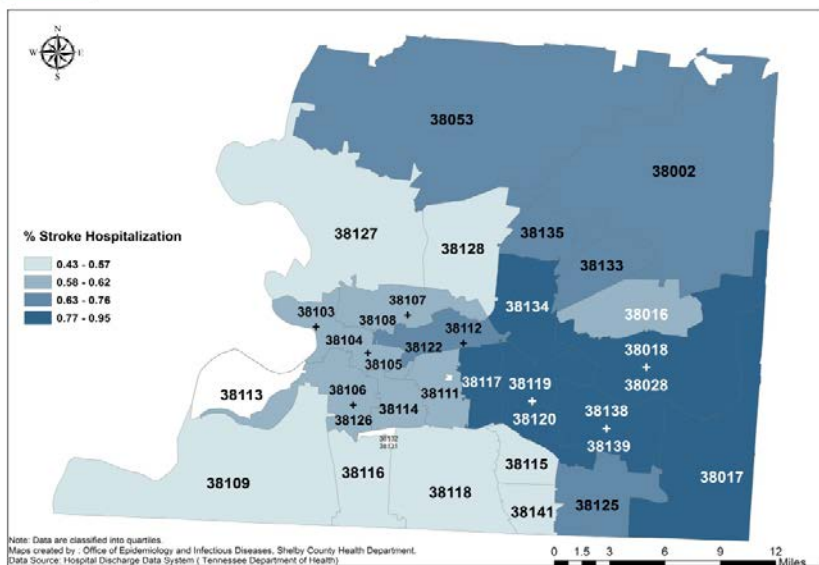 N
W E
S
38053
38002
% Stroke Hospitalization
0.43 - 0.57
0.58 - 0.62
0.63 - 0.76
0.77 - 0.95
38127
38128
38135
38133
38103
38107
38108
38134
38016
38112
38104
38122
38105
38018
38028
38113
38106
38126
38114
38111
38117
38119
38120
38138
38139
38132
38131
38109
38116
38118
38115
38141
38125
38017
Note: Data are classified into quartiles.
Maps created by : Office of Epidemiology and Infectious Diseases, Shelby County Health Department.
Data Source: Hospital Discharge Data System ( Tennessee Department of Health)
0 1.5 3 6 9 12
Miles